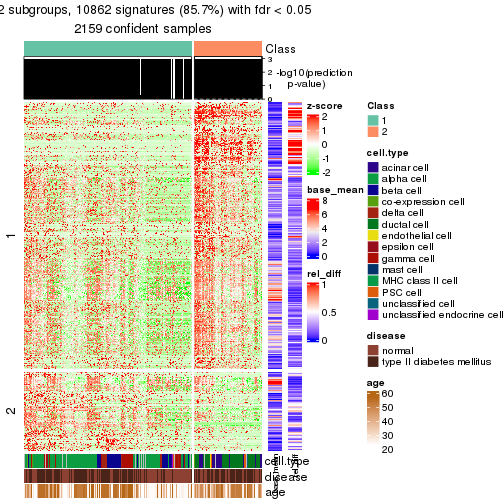 2 subgroups, 10862 signatures (85.7%) with fdr < 0.05
2159 confident samples
Class
3
2
1
0
-log10(prediction
p-value)
z-score
2
1
0
-1
-2
base_mean
8
6
4
2
0
rel_diff
1
0.5
0
Class
1
2
cell.type
acinar cell
alpha cell
beta cell
co-expression cell
delta cell
ductal cell
endothelial cell
epsilon cell
gamma cell
mast cell
MHC class II cell
PSC cell
unclassified cell
unclassified endocrine cell
disease
normal
type II diabetes mellitus
age
60
50
40
30
20
1
2
cell.type
disease
age